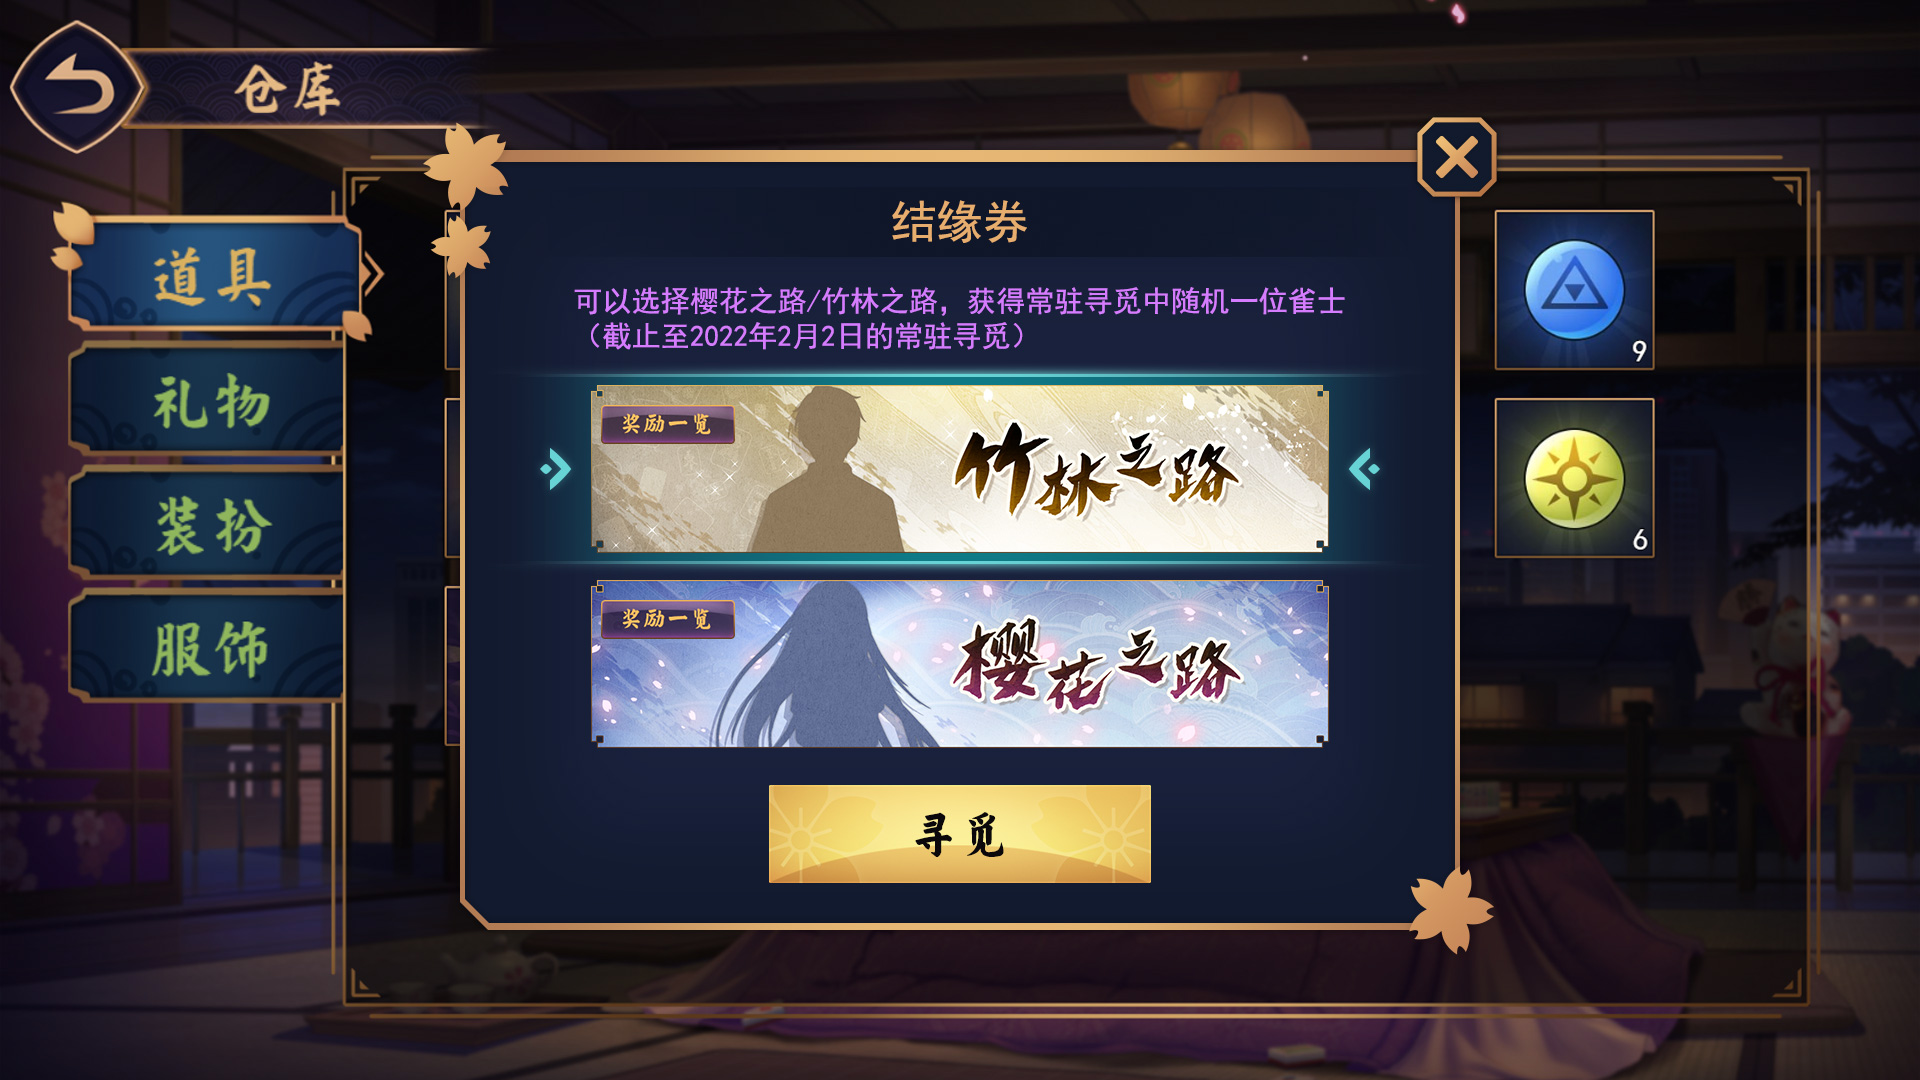 仓库
道具
礼物
装扮
服饰
结缘券
可以选择樱花之路/竹林之路，获得常驻寻觅中随机一位雀士
（截止至2022年2月2日的常驻寻觅）
奖励一览
竹林之路
奖励一览
樱花之路
寻觅
9
6